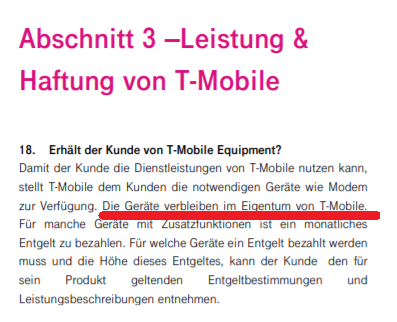 Abschnitt 3 –Leistung &
Haftung von T-Mobile
18. Erhält der Kunde von T-Mobile Equipment?
Damit der Kunde die Dienstleistungen von T-Mobile nutzen kann,
stellt T-Mobile dem Kunden die notwendigen Geräte wie Modem
zur Verfügung. Die Geräte verbleiben im Eigentum von T-Mobile.
Für manche Geräte mit Zusatzfunktionen ist ein monatliches
Entgelt zu bezahlen. Für welche Geräte ein Entgelt bezahlt werden
muss und die Höhe dieses Entgeltes, kann der Kunde den für
sein Produkt geltenden Entgeltbestimmungen und
Leistungsbeschreibungen entnehmen.